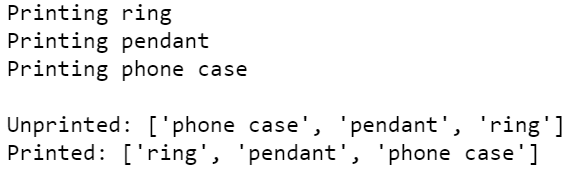 Printing ring
Printing pendant
Printing phone case

Unprinted: ['phone case', 'pendant', 'ring']
Printed: ['ring', 'pendant', 'phone case']